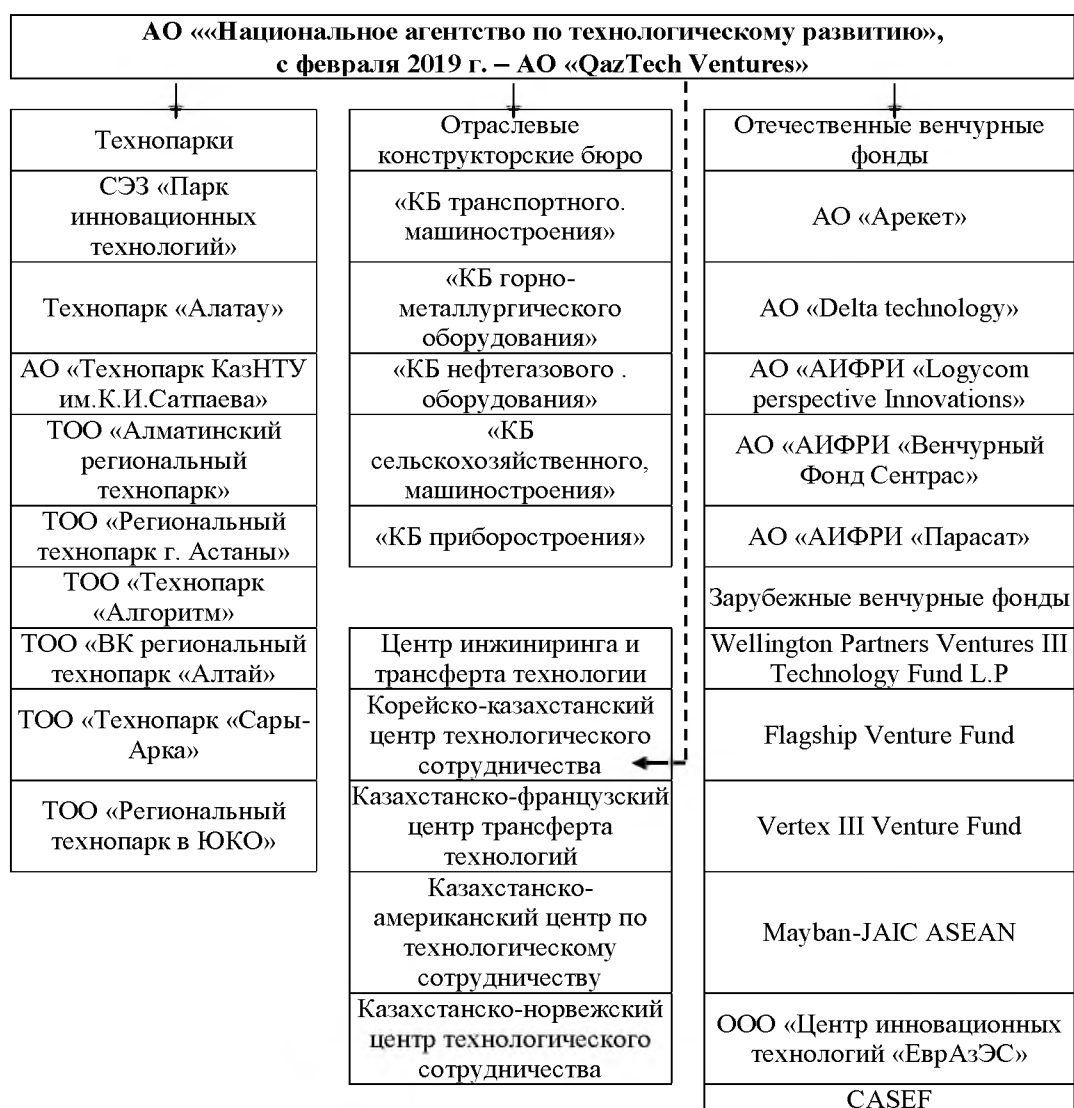 АО ««Национальное агентство по технологическому развитию»,
с февраля 2019 г. – АО «QazTech Ventures»
Технопарки
СЭЗ «Парк
инновационных
технологий»
Технопарк «Алатау»
АО «Технопарк КазНТУ
им.К.И.Сатпаева»
ТОО «Алматинский
региональный
технопарк»
ТОО «Региональный
технопарк г. Астаны»
ТОО «Технопарк
«Алгоритм»
ТОО «ВК региональный
технопарк «Алтай»
ТОО «Технопарк «Сары-
Арка»
ТОО «Региональный
технопарк в ЮКО»
Отраслевые
конструкторские бюро
«КБ транспортного.
машиностроения»
«КБ горно-
металлургического
оборудования»
«КБ нефтегазового .
оборудования»
«КБ
сельскохозяйственного,
машиностроения»
«КБ приборостроения»
Центр инжиниринга и
трансферта технологии
Корейско-казахстанский
центр технологического
сотрудничества
Казахстанско-французский
центр трансферта
технологий
Казахстанско-
американский центр по
технологическому
сотрудничеству
Казахстанско-норвежский
центр технологического
сотрудничества
Отечественные венчурные
фонды
АО «Арекет»
АО «Delta technology»
АО «АИФРИ «Logycom
perspective Innovations»
АО «АИФРИ «Венчурный
Фонд Сентрас»
АО «АИФРИ «Парасат»
Зарубежные венчурные фонды
Wellington Partners Ventures III
Technology Fund L.P
Flagship Venture Fund
Vertex III Venture Fund
Mayban-JAIC ASEAN
ООО «Центр инновационных
технологий «ЕврАзЭС»
CASEF